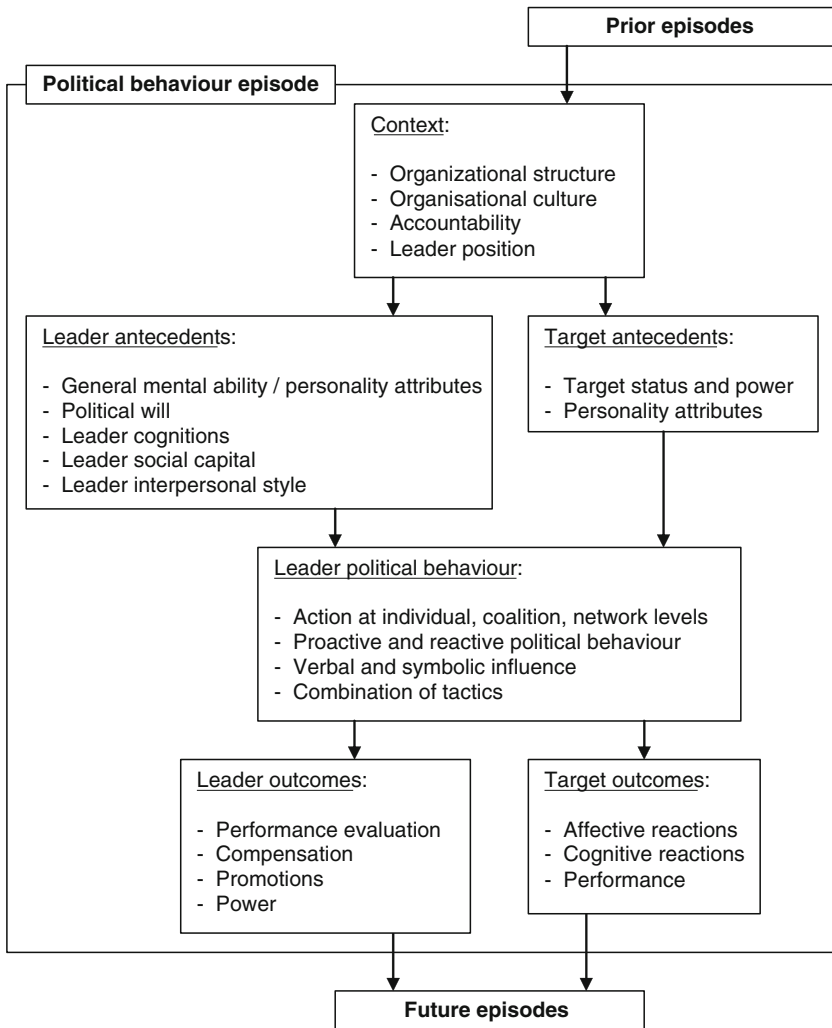 Prior episodes
Political behaviour episode
Context:
- Organizational structure
- Organisational culture
- Accountability
- Leader position
Leader antecedents:
- General mental ability / personality attributes
- Political will
- Leader cognitions
- Leader social capital
- Leader interpersonal style
Target antecedents:
- Target status and power
- Personality attributes
Leader political behaviour:
- Action at individual, coalition, network levels
- Proactive and reactive political behaviour
- Verbal and symbolic influence
- Combination of tactics
Leader outcomes:
- Performance evaluation
- Compensation
- Promotions
- Power
Target outcomes:
- Affective reactions
- Cognitive reactions
- Performance
Future episodes